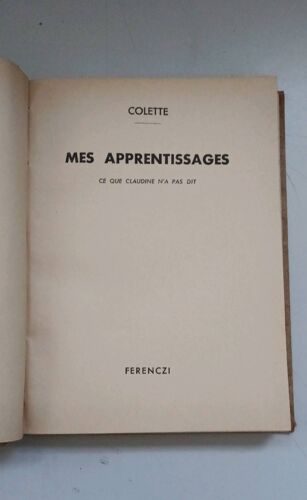 COLETTE
MES APPRENTISSAGES
CE QUE CLAUDINE N'A PAS DIT
FERENCZI